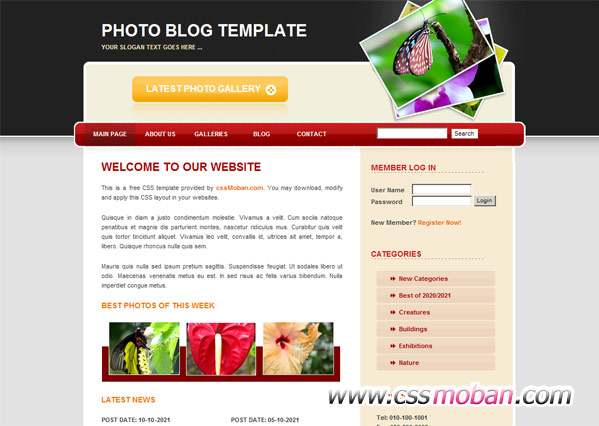 PHOTO BLOG TEMPLATE
YOUR SLOGAN TEXT GOES HERE ...
LATEST PHOTO GALLERY
MAIN PAGE ABOUT US GALLERIES BLOG CONTACT Search
WELCOME TO OUR WEBSITE
This is a free CSS template provided by cssMoban.com. You may download, modify
and apply this CSS layout in your websites.
Quisque in diam a justo condimentum molestie. Vivamus a velit. Cum sociis natoque
penatibus et magnis dis parturient montes, nascetur ridiculus mus. Curabitur quis velit
quis tortor tincidunt aliquet. Vivamus leo velit, convallis id, ultrices sit amet, tempor a,
libero. Quisque rhoncus nulla quis sem.
Mauris quis nulla sed ipsum pretium sagittis. Suspendisse feugiat. Ut sodales libero ut
odio. Maecenas venenatis metus eu est. In sed risus ac felis varius bibendum. Nulla
imperdiet congue metus.
BEST PHOTOS OF THIS WEEK
LATEST NEWS
POST DATE: 10-10-2021 POST DATE: 05-10-2021
MEMBER LOG IN
User Name
Password Login
New Member? Register Now!
CATEGORIES
New Categories
Best of 2020/2021
Creatures
Buildings
Exhibitions
Nature
www.cssmoban.com
Tel: 010-100-1001